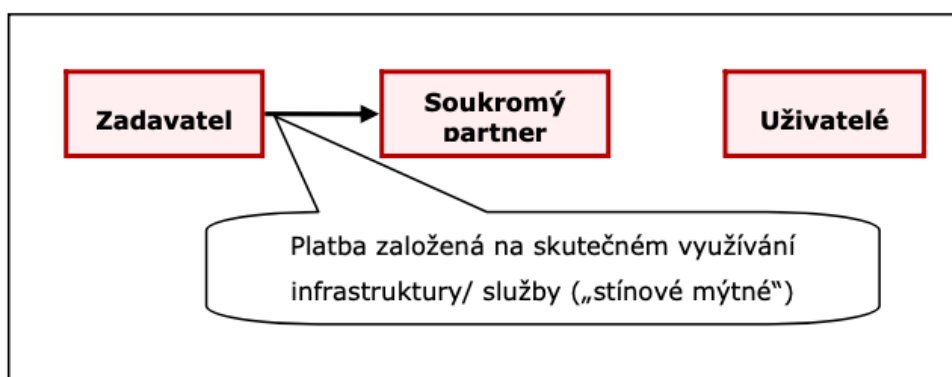 Zadavatel
Soukromý
partner
Uživatelé
Platba založená na skutečném využívání
infrastruktury/ služby („stínové mýtné“)